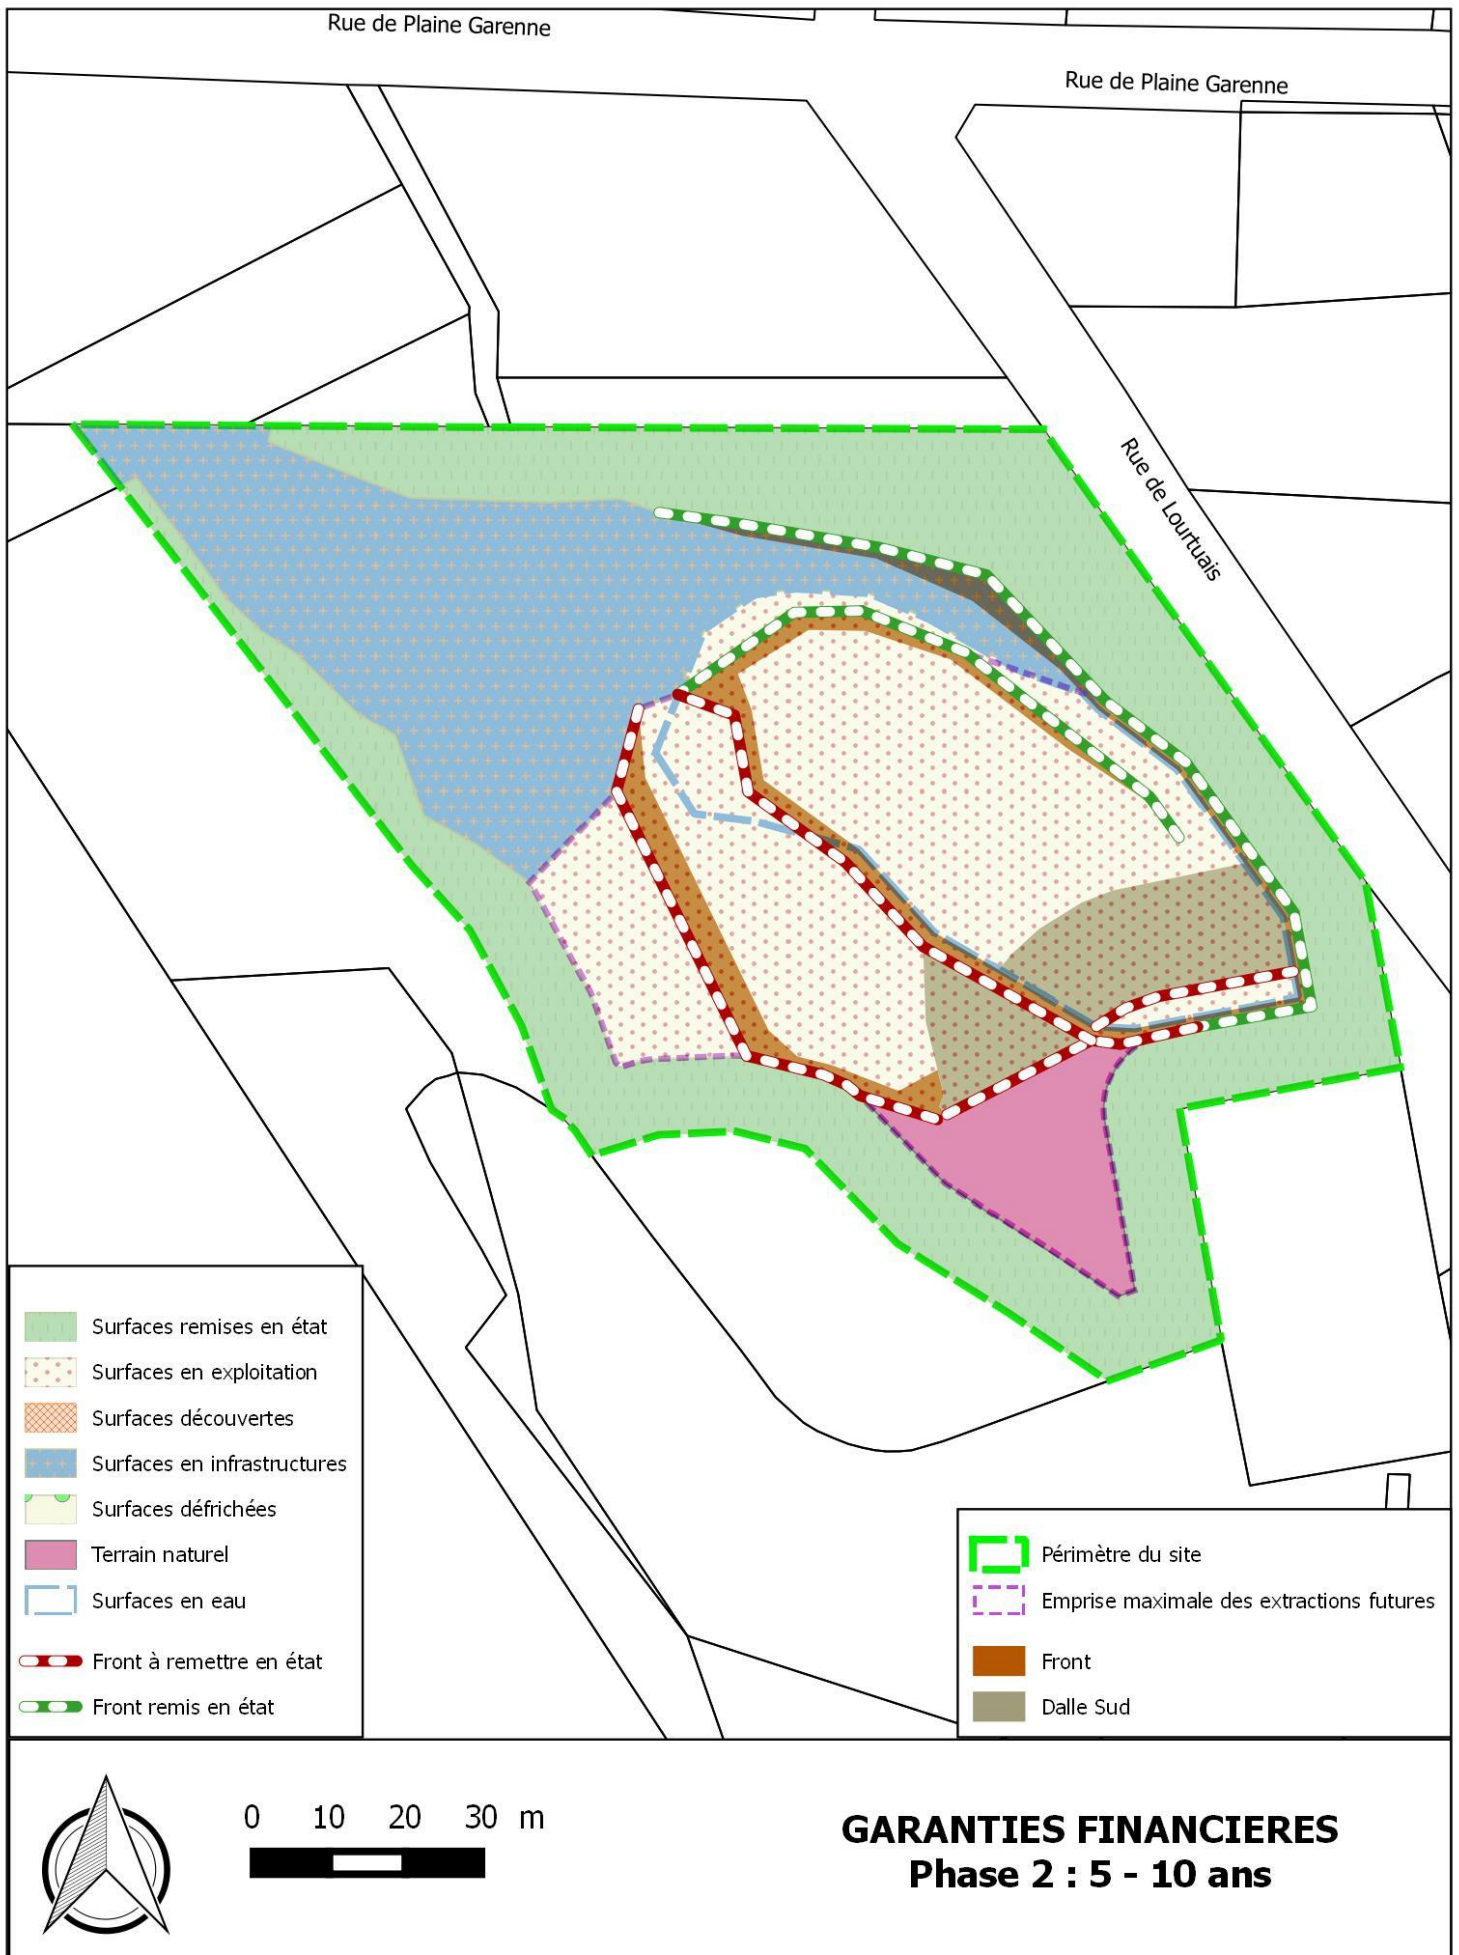 Rue de Plaine Garenne
Rue de Plaine Garenne
Rue de Lourtuais
Surfaces remises en état
Surfaces en exploitation
Surfaces découvertes
Surfaces en infrastructures
Surfaces défrichées
Terrain naturel
Surfaces en eau
Front à remettre en état
Front remis en état
Périmètre du site
Emprise maximale des extractions futures
Front
Dalle Sud
0 10 20 30 m
GARANTIES FINANCIERES
Phase 2 : 5 - 10 ans